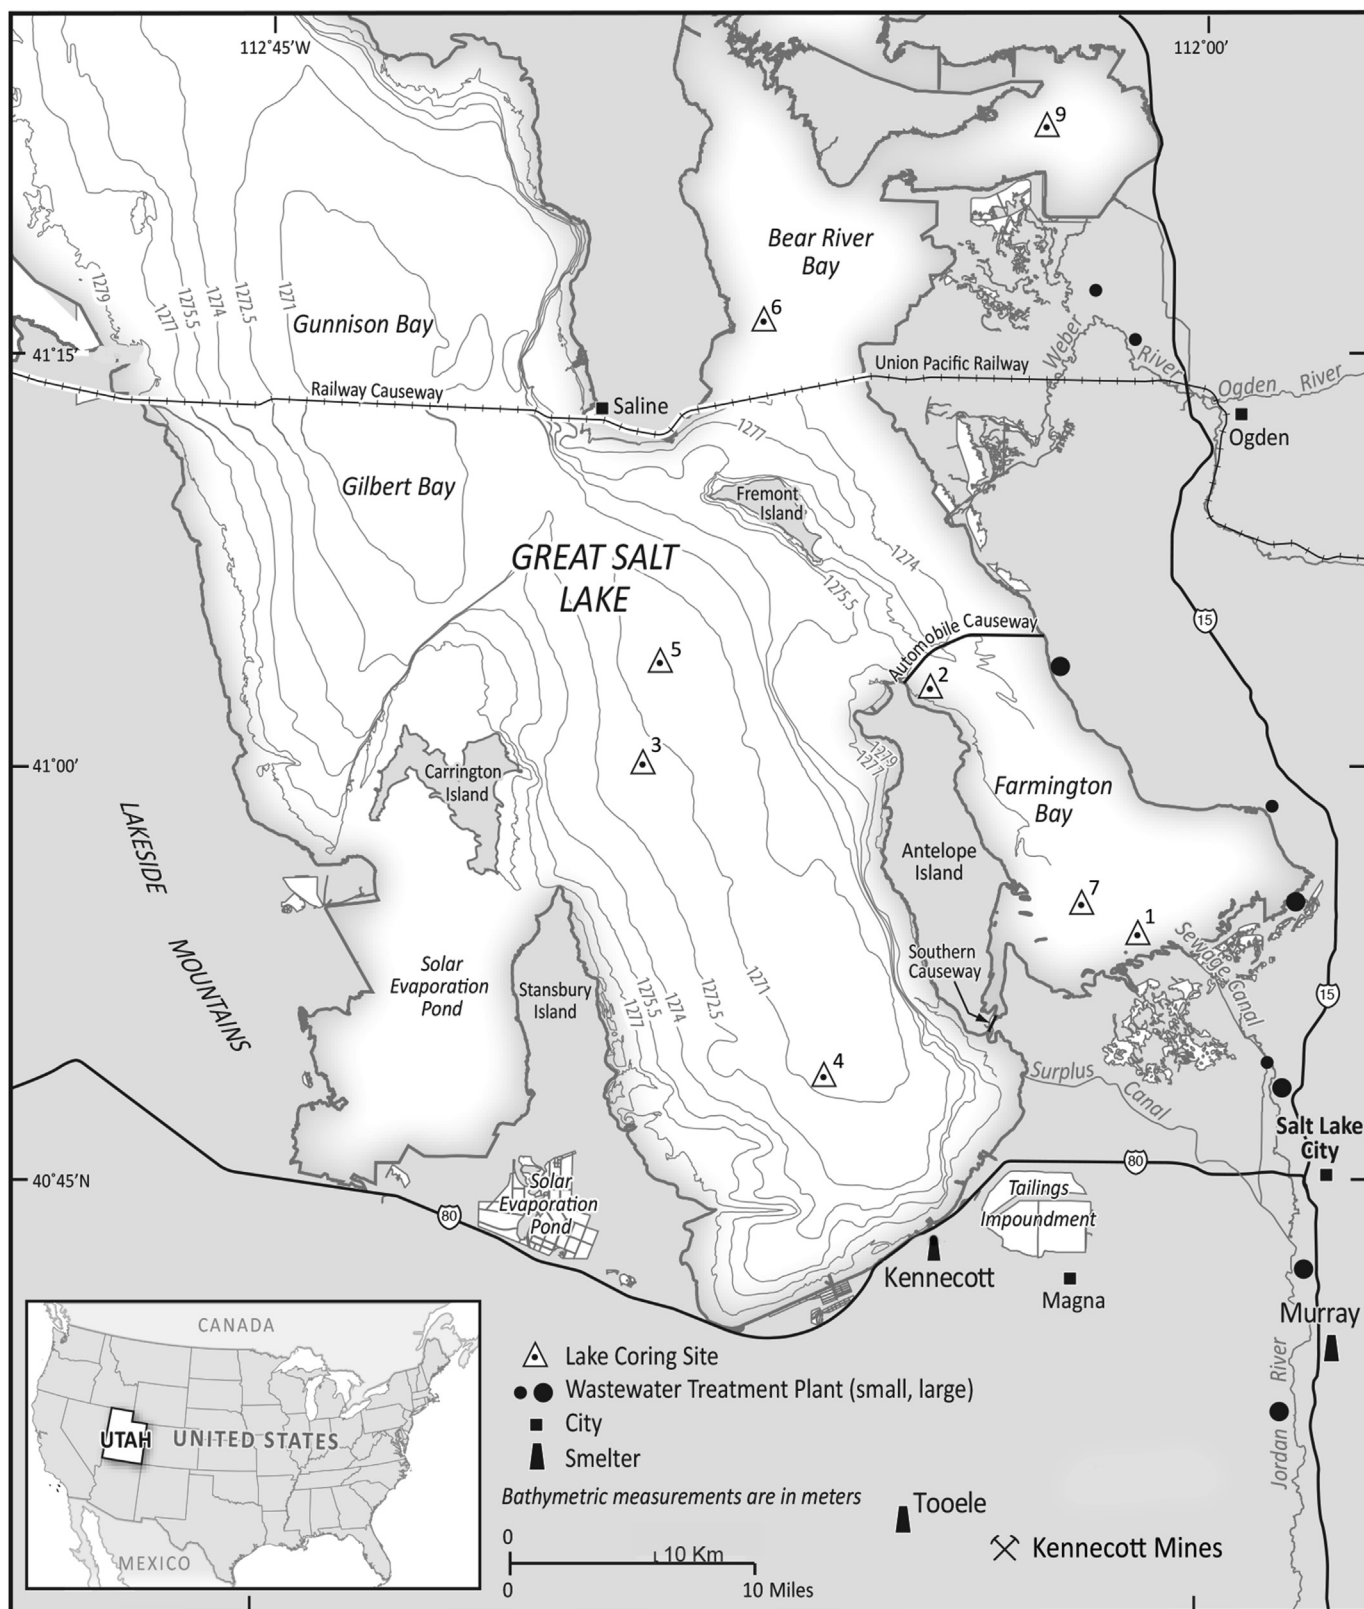 112°45'W
112°00'
9
Bear River
Bay
1279
1277
1275.5
1274
1272.5
1271
Gunnison Bay
6
Weber
River
41°15'
Union Pacific Railway
Railway Causeway
Ogden River
Saline
Ogden
1277
Gilbert Bay
Fremont
Island
GREAT SALT
LAKE
1274
1275.5
15
Automobile Causeway
5
2
3
1279
1277
41°00'
Carrington
Island
Farmington
Bay
LAKESIDE
MOUNTAINS
Antelope
Island
7
1
Sewage Canal
Southern
Causeway
Solar
Evaporation
Pond
Stansbury
Island
1277
1275.5
1274
1272.5
1271
15
4
Surplus
Canal
Salt Lake
City
80
40°45'N
Solar
Evaporation
Pond
80
Tailings
Impoundment
Kennecott
Magna
Murray
CANADA
UTAH
UNITED STATES
MEXICO
Lake Coring Site
Wastewater Treatment Plant (small, large)
City
Smelter
Jordan River
Bathymetric measurements are in meters
Tooele
Kennecott Mines
0
10 Km
0
10 Miles